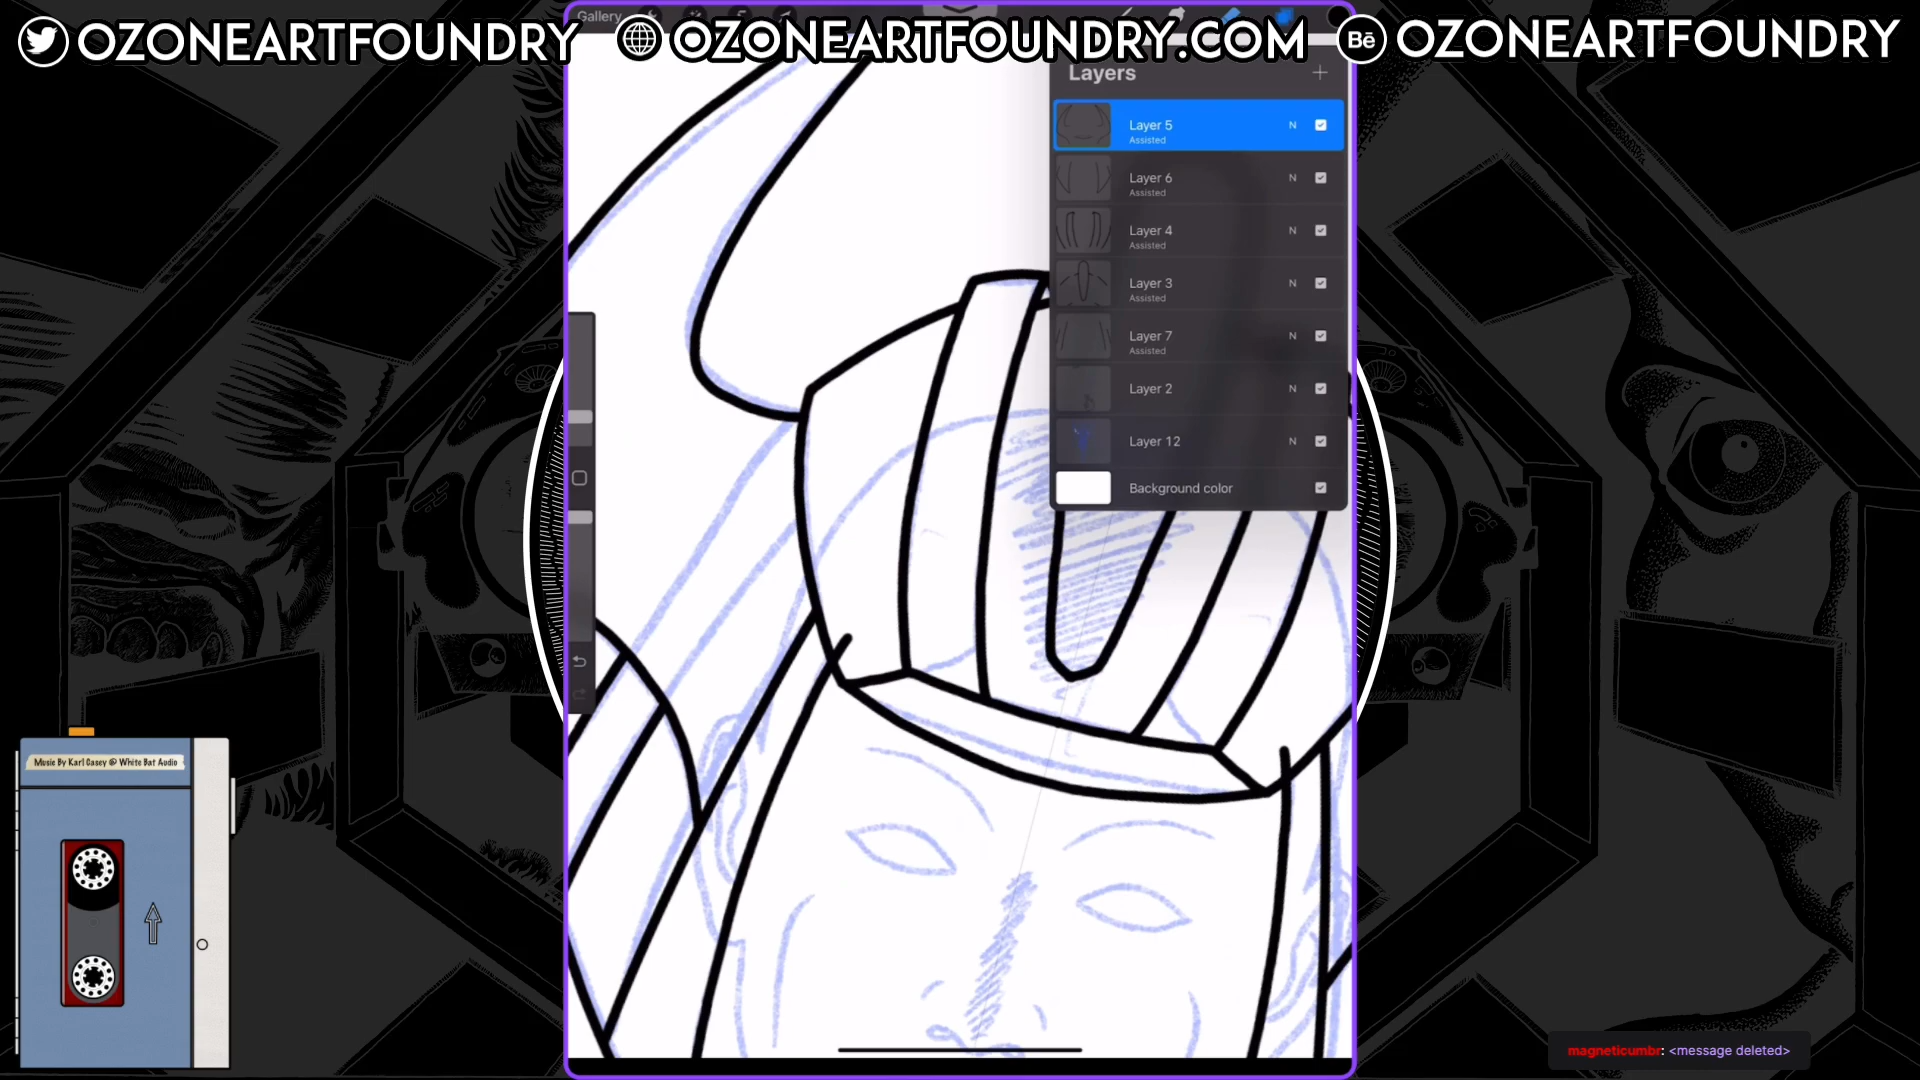 OZONEARTFOUNDRY
OZONEARTFOUNDRY.COM
Bē OZONEARTFOUNDRY
Gallery
Layers
Layer 5 N
Assisted
Layer 6 N
Assisted
Layer 4 N
Assisted
Layer 3 N
Assisted
Layer 7 N
Assisted
Layer 2 N
Layer 12 N
Background color
Music By Karl Casey @ White Bat Audio
magneticumbr: <message deleted>